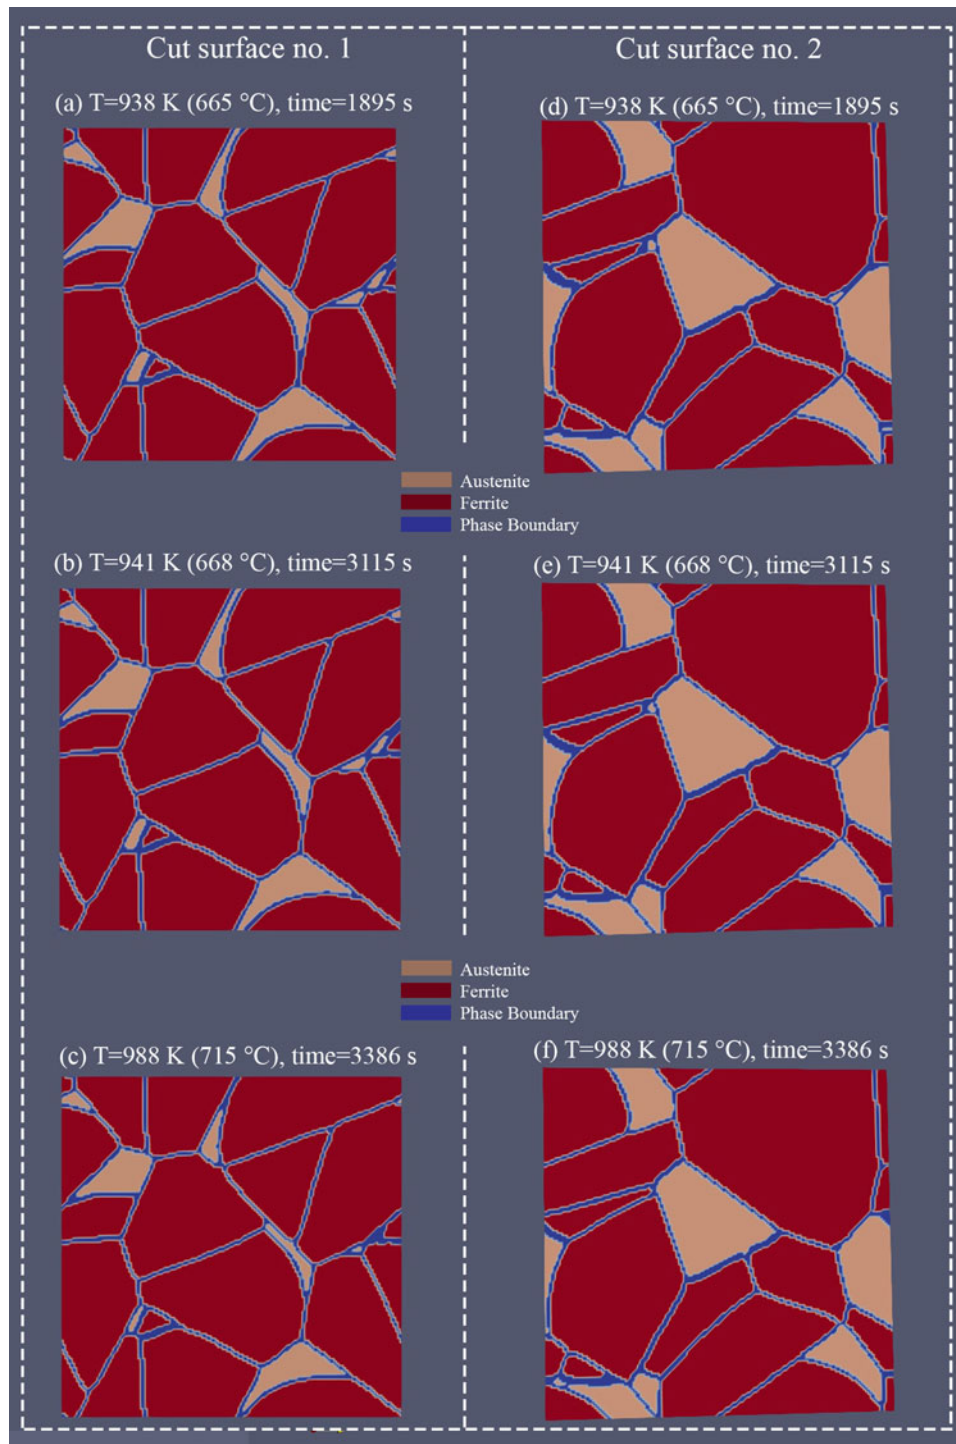 Cut surface no. 1
Cut surface no. 2
(a) T=938 K (665 °C), time=1895 s
(d) T=938 K (665 °C), time=1895 s
Austenite
Ferrite
Phase Boundary
(b) T=941 K (668 °C), time=3115 s
(e) T=941 K (668 °C), time=3115 s
Austenite
Ferrite
Phase Boundary
(c) T=988 K (715 °C), time=3386 s
(f) T=988 K (715 °C), time=3386 s